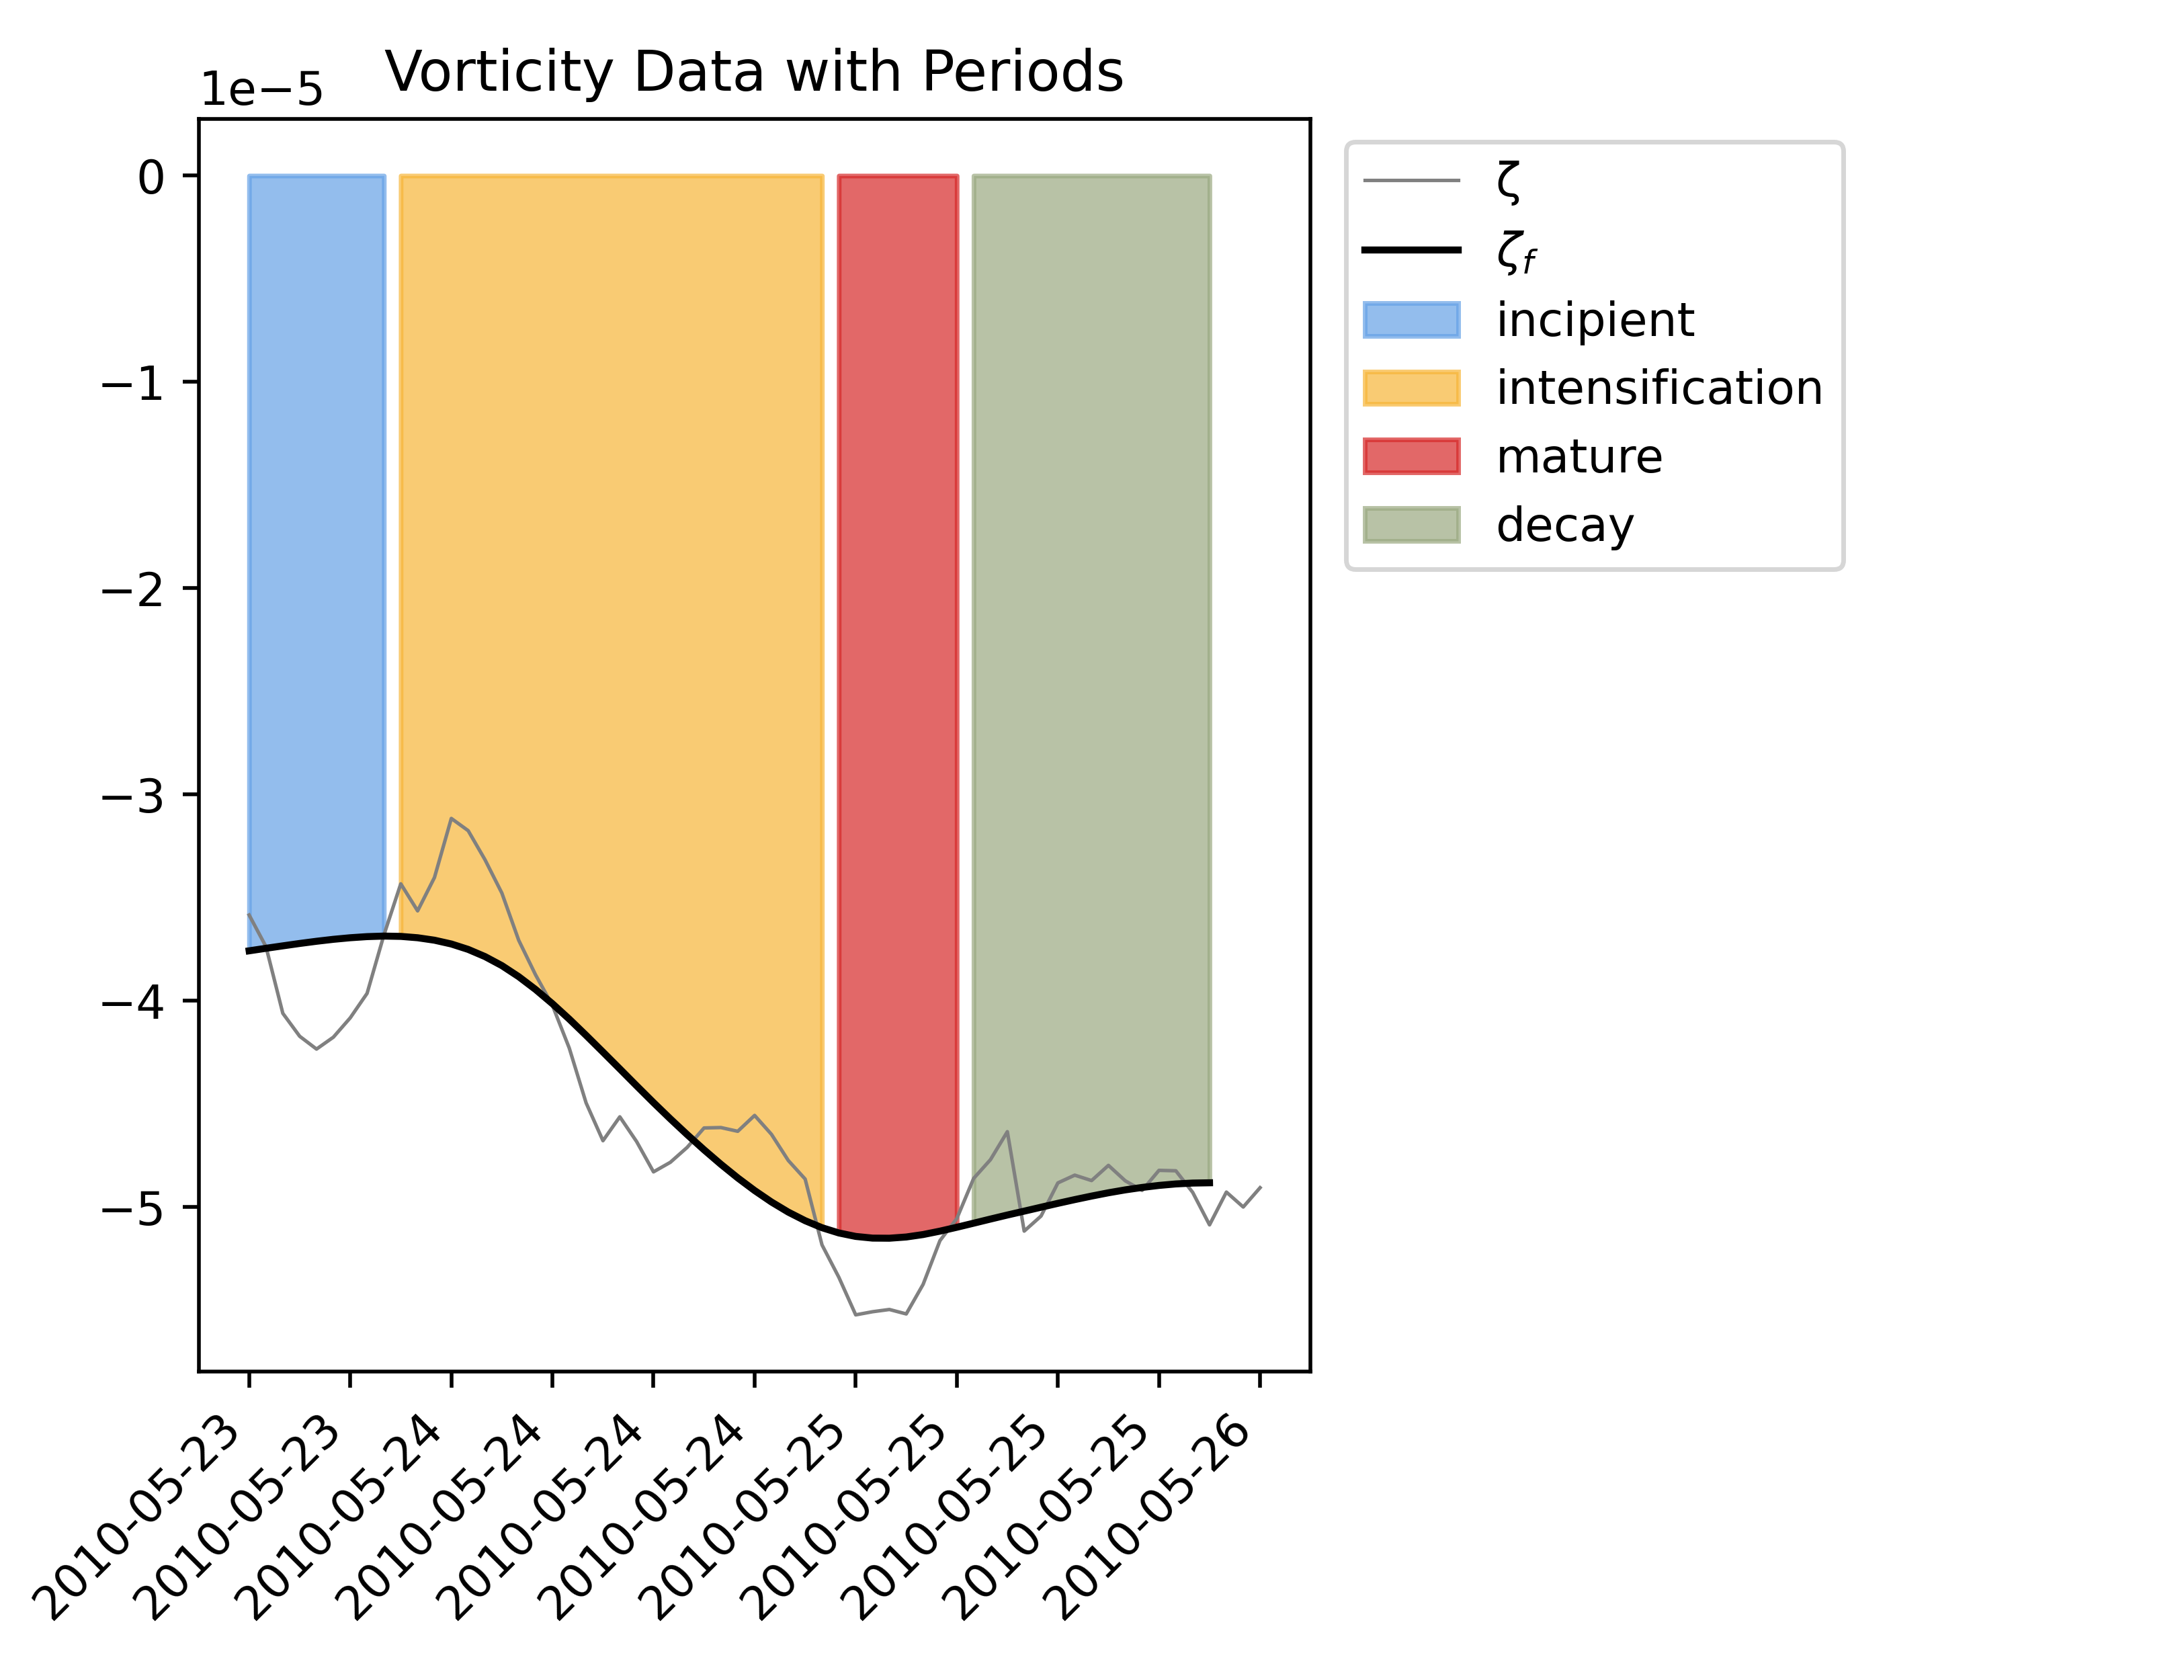 Vorticity Data with Periods
1e−5
0
−1
−2
−3
−4
−5
2010-05-23
2010-05-23
2010-05-24
2010-05-24
2010-05-24
2010-05-24
2010-05-25
2010-05-25
2010-05-25
2010-05-25
2010-05-26
ζ
ζf
incipient
intensification
mature
decay